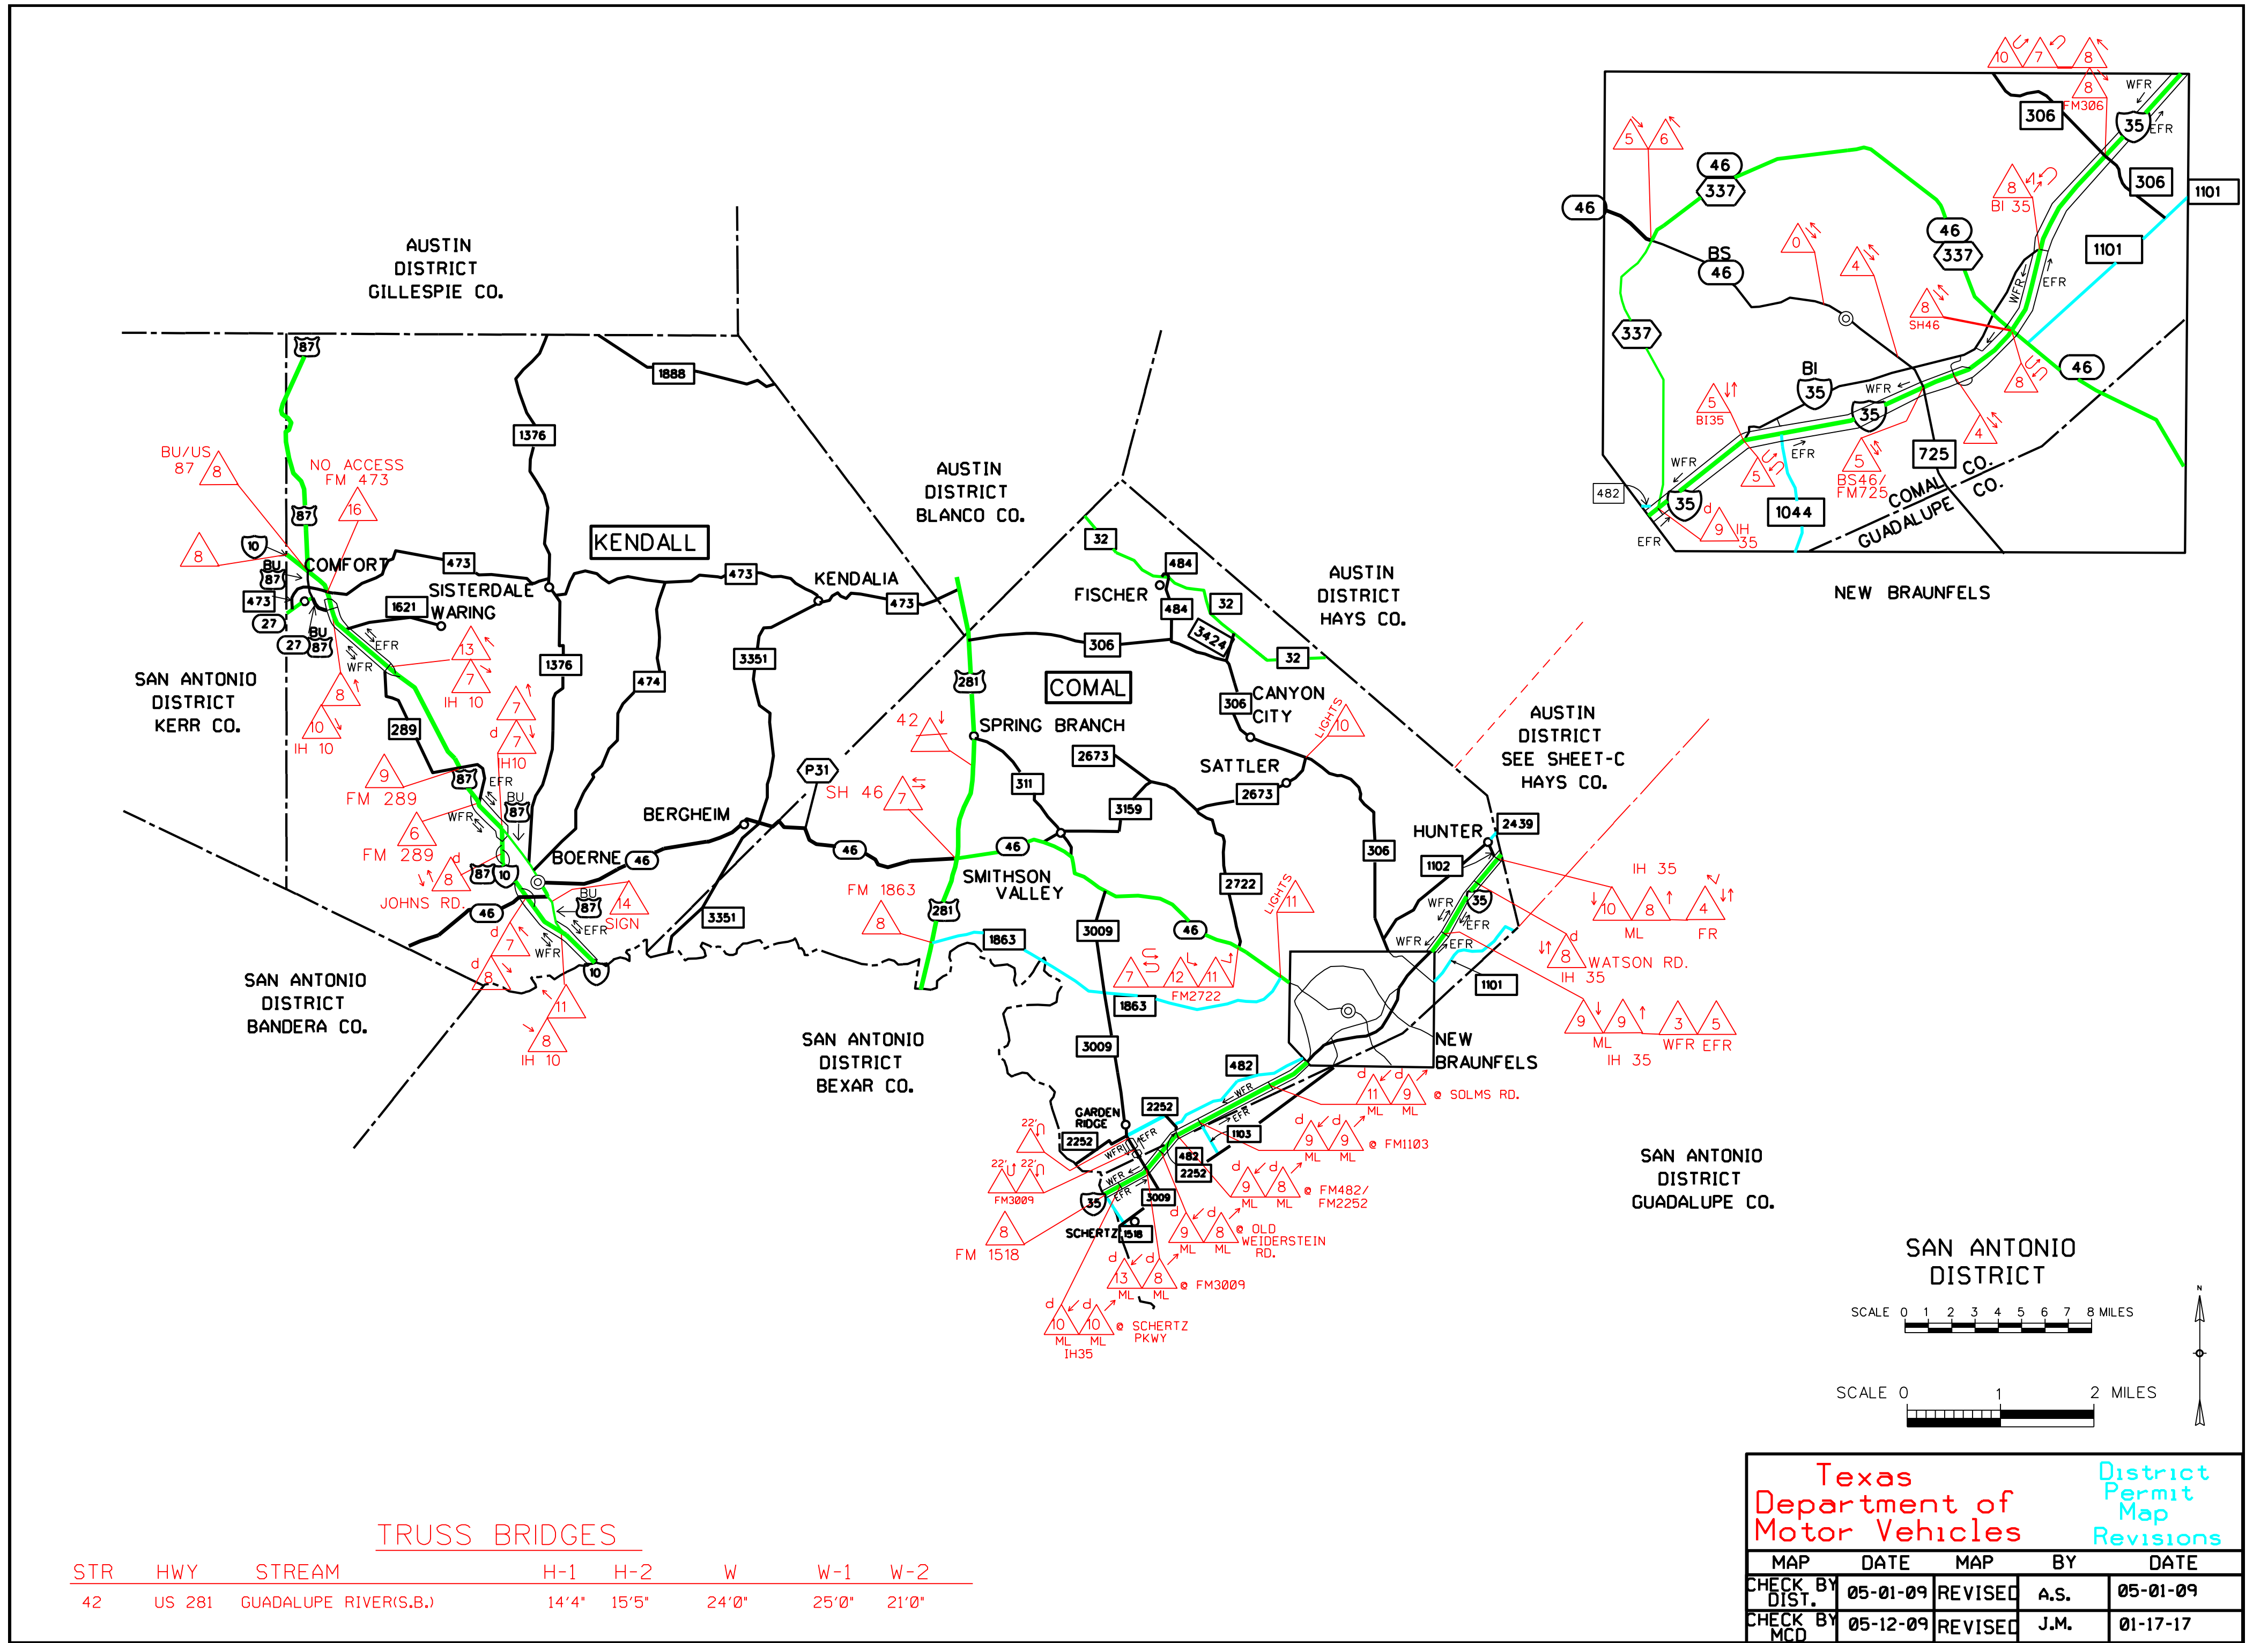 AUSTIN
DISTRICT
GILLESPIE CO.
87
1888
1376
BU/US
87
8
NO ACCESS
FM 473
16
87
8
10
COMFORT
BU
87
473
27
27
BU
87
473
SISTERDALE
1621
WARING
KENDALL
473
KENDALIA
473
EFR
WFR
13
7
IH 10
8
10
IH 10
1376
474
3351
SAN ANTONIO
DISTRICT
KERR CO.
289
7
d
7
IH10
9
FM 289
87
EFR
BU
87
WFR
6
FM 289
d
8
JOHNS RD.
87
10
BOERNE
46
BERGHEIM
P31
46
46
BU
87
14
SIGN
EFR
WFR
d
7
d
8
10
11
8
IH 10
3351
SAN ANTONIO
DISTRICT
BANDERA CO.
SAN ANTONIO
DISTRICT
BEXAR CO.
AUSTIN
DISTRICT
BLANCO CO.
32
484
FISCHER
484
32
3424
32
306
281
COMAL
CANYON
CITY
306
42
SPRING BRANCH
LIGHTS
10
SH 46
7
311
2673
SATTLER
2673
3159
46
SMITHSON
VALLEY
306
2722
FM 1863
8
281
1863
3009
46
LIGHTS
11
7
12
11
FM2722
1863
3009
AUSTIN
DISTRICT
HAYS CO.
AUSTIN
DISTRICT
SEE SHEET-C
HAYS CO.
HUNTER
2439
1102
35
WFR
EFR
WFR
EFR
1101
IH 35
10
8
4
ML
FR
d
8
WATSON RD.
IH 35
9
9
3
5
ML
WFR EFR
IH 35
NEW
BRAUNFELS
482
WFR
EFR
d
d
11
9
ML
ML
@ SOLMS RD.
GARDEN
RIDGE
2252
2252
1103
482
2252
EFR
WFR
WFR
EFR
9
9
ML
ML
@ FM1103
d
d
9
8
ML
ML
@ FM482/
FM2252
d
d
9
8
ML
ML
@ OLD
WEIDERSTEIN
RD.
22'
22'
22'
FM3009
35
3009
SCHERTZ
1518
8
FM 1518
d
d
13
8
ML
ML
@ FM3009
d
d
10
10
ML
ML
IH35
@ SCHERTZ
PKWY
SAN ANTONIO
DISTRICT
GUADALUPE CO.
10
7
8
8
FM306
WFR
306
35
EFR
5
6
46
337
306
1101
8
BI 35
46
BS
46
0
4
46
337
1101
WFR
EFR
8
SH46
337
BI
35
WFR
35
8
46
5
BI35
4
EFR
5
5
BS46/
FM725
725
WFR
482
35
d
9
IH
35
EFR
1044
COMAL CO.
GUADALUPE CO.
NEW BRAUNFELS
SAN ANTONIO
DISTRICT
SCALE 0 1 2 3 4 5 6 7 8 MILES
N
SCALE 0 1 2 MILES
TRUSS BRIDGES
STR HWY STREAM H-1 H-2 W W-1 W-2
42 US 281 GUADALUPE RIVER(S.B.) 14'4" 15'5" 24'0" 25'0" 21'0"
Texas
Department of
Motor Vehicles
District
Permit
Map
Revisions
MAP DATE MAP BY DATE
CHECK BY
DIST.
05-01-09 REVISED A.S. 05-01-09
CHECK BY
MCD
05-12-09 REVISED J.M. 01-17-17